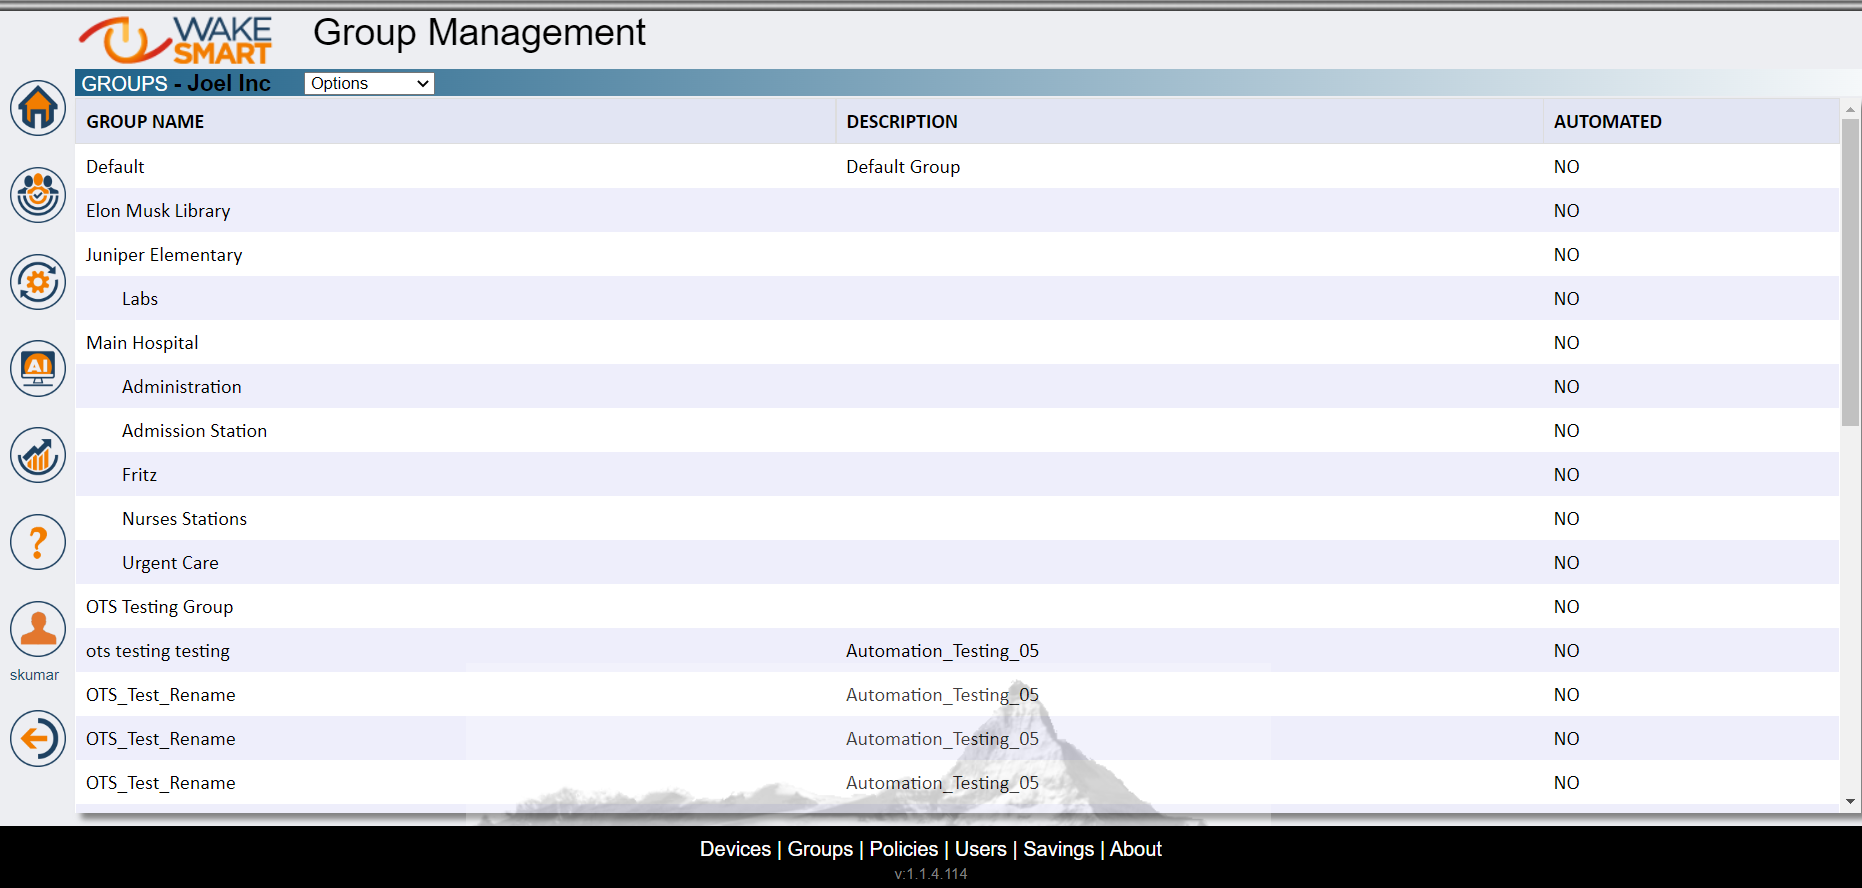 WAKE SMART Group Management
GROUPS - Joel Inc Options
GROUP NAME DESCRIPTION AUTOMATED
Default Default Group NO
Elon Musk Library NO
Juniper Elementary NO
Labs NO
Main Hospital NO
Administration NO
Admission Station NO
Fritz NO
Nurses Stations NO
Urgent Care NO
OTS Testing Group NO
ots testing testing Automation_Testing_05 NO
OTS_Test_Rename Automation_Testing_05 NO
OTS_Test_Rename Automation_Testing_05 NO
OTS_Test_Rename Automation_Testing_05 NO
AI
?
skumar
Devices | Groups | Policies | Users | Savings | About
v:1.1.4.114